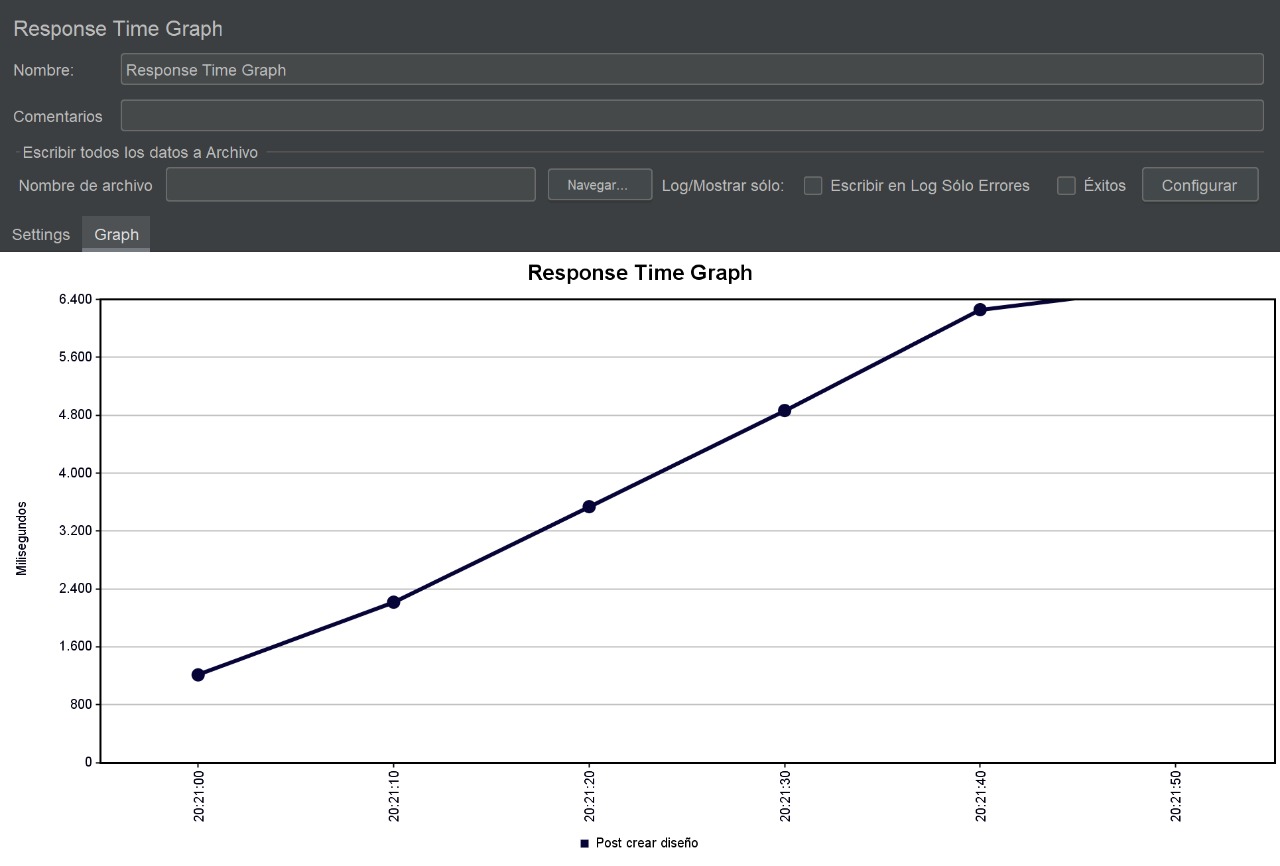 Response Time Graph
Nombre: Response Time Graph
Comentarios
Escribir todos los datos a Archivo
Nombre de archivo Navegar... Log/Mostrar sólo: Escribir en Log Sólo Errores Éxitos Configurar
Settings Graph
Response Time Graph
6.400
5.600
4.800
4.000
3.200
2.400
1.600
800
0
Milisegundos
20:21:00 20:21:10 20:21:20 20:21:30 20:21:40 20:21:50
Post crear diseño